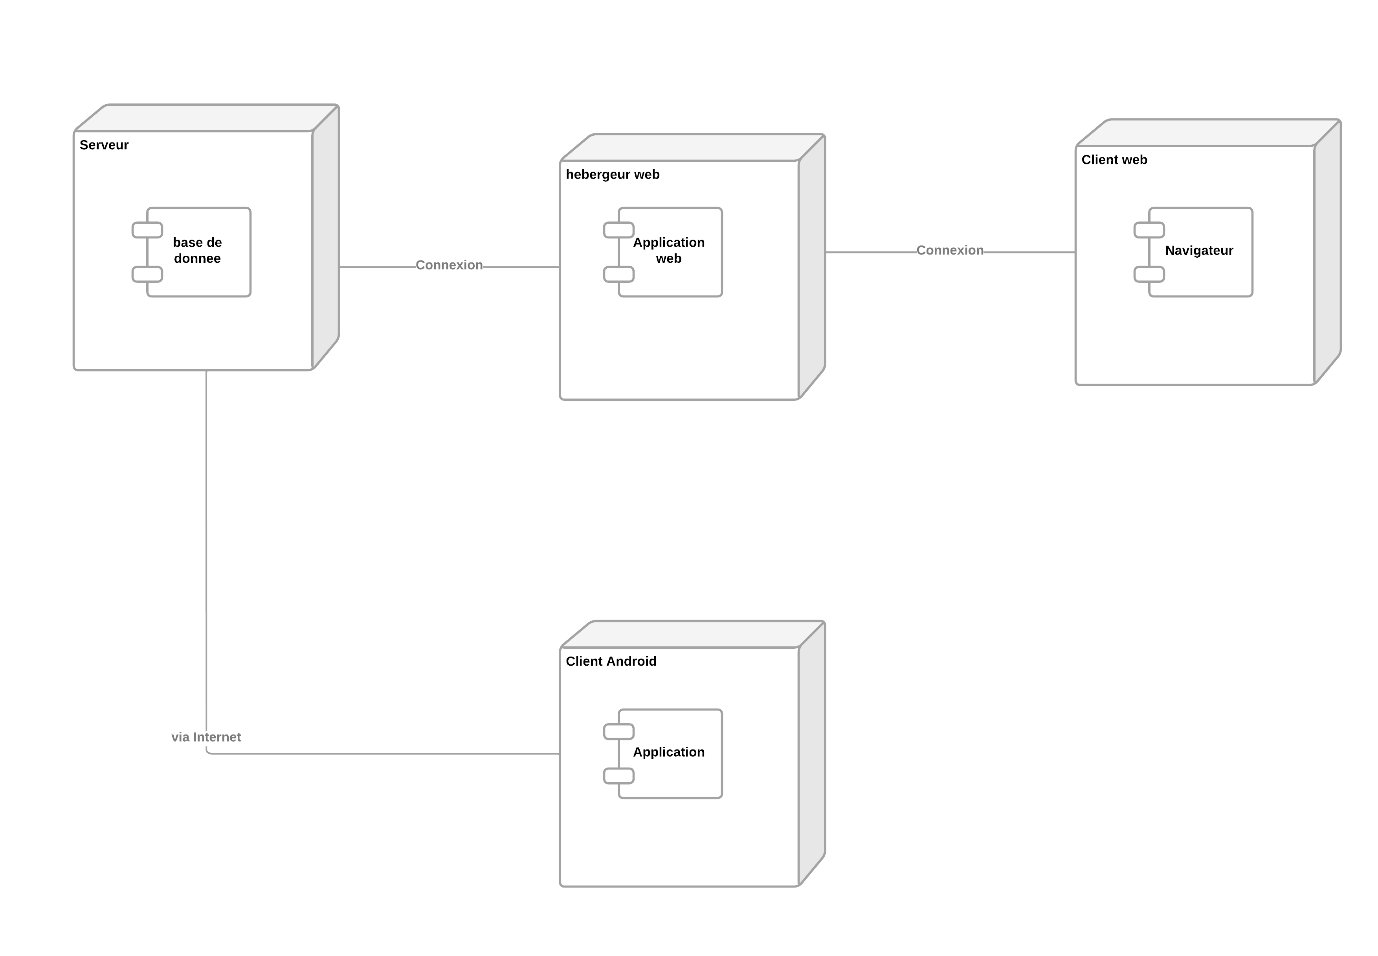 Serveur
base de
donnee
Connexion
hebergeur web
Application
web
Connexion
Client web
Navigateur
via Internet
Client Android
Application